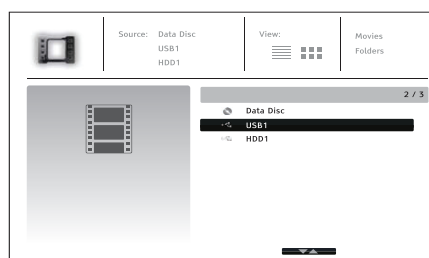 Source: Data Disc
USB1
HDD1
View:
Movies
Folders
2 / 3
Data Disc
USB1
HDD1